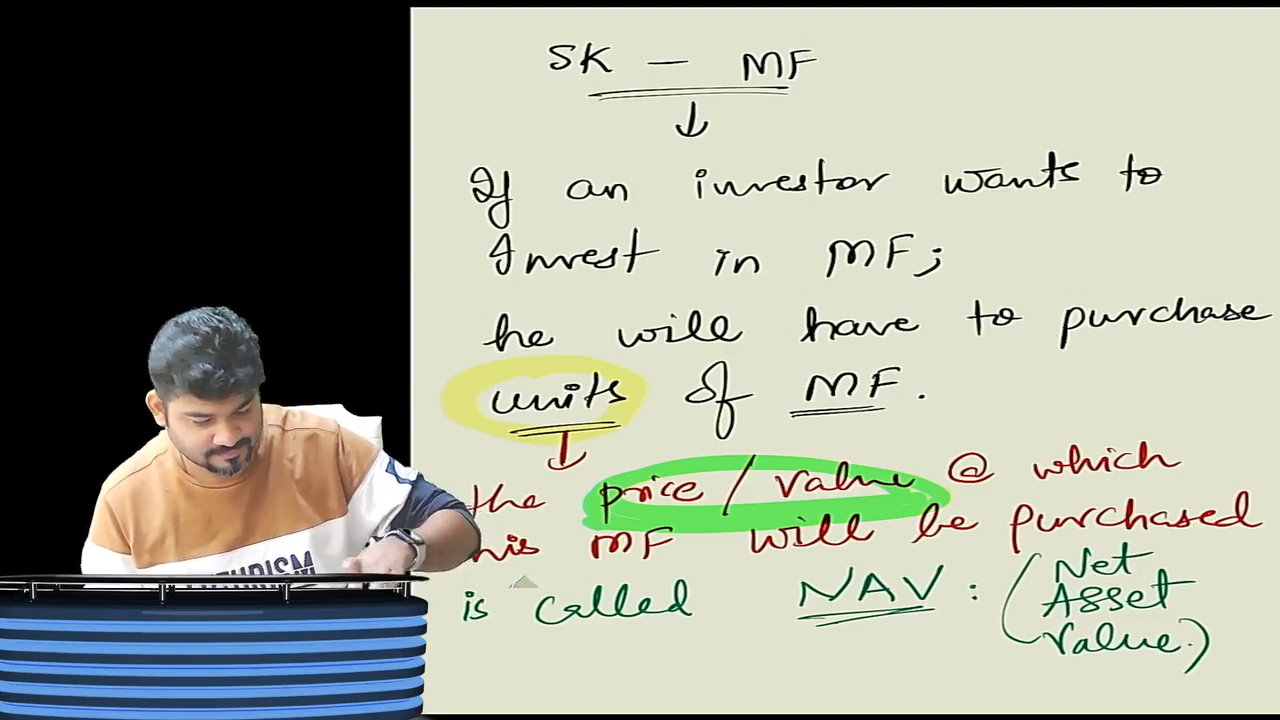 SK - MF
↓
If an investor wants to
Invest in MF;
he will have to purchase
units of MF.
↓
the price / value @ which
this MF will be purchased
is called NAV : (Net
Asset
Value.)